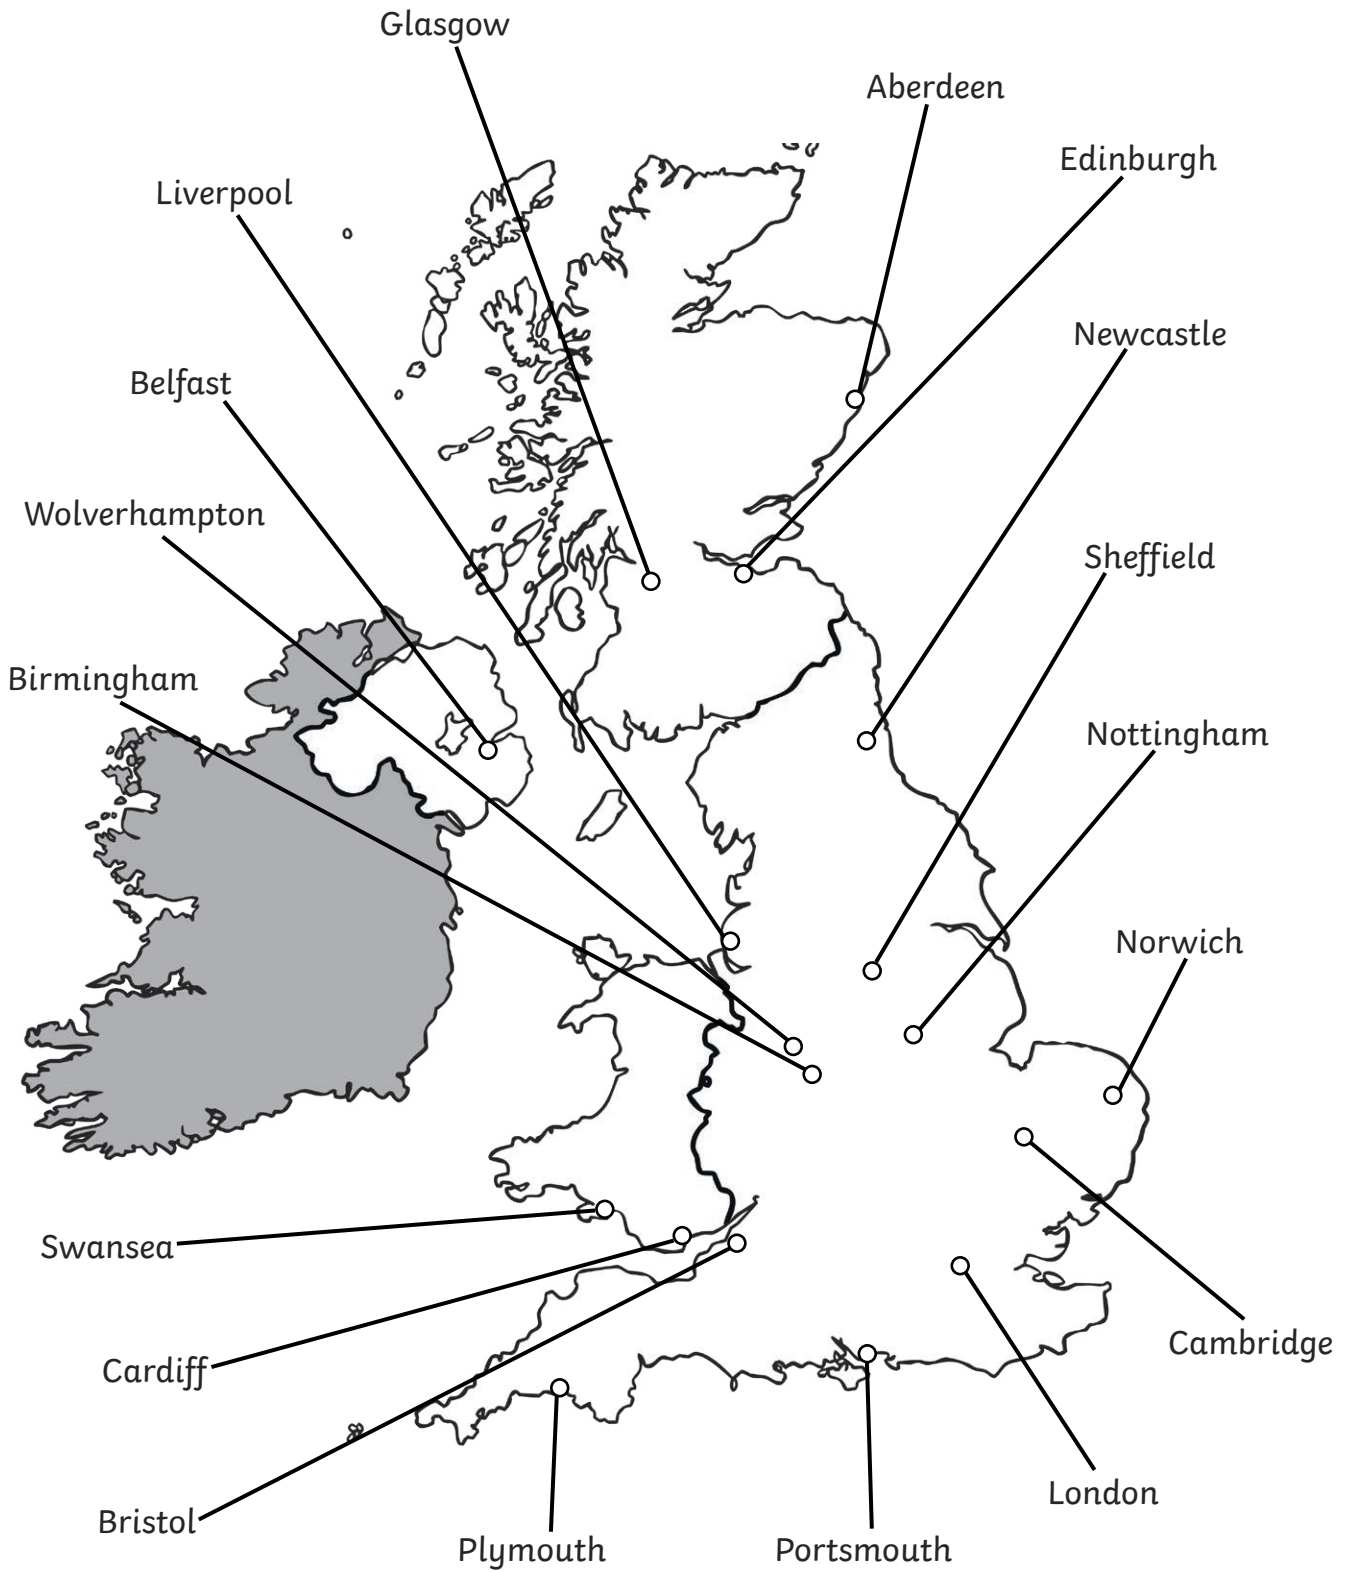 Glasgow
Aberdeen
Edinburgh
Liverpool
Newcastle
Belfast
Wolverhampton
Sheffield
Birmingham
Nottingham
Norwich
Swansea
Cambridge
Cardiff
London
Bristol
Plymouth
Portsmouth